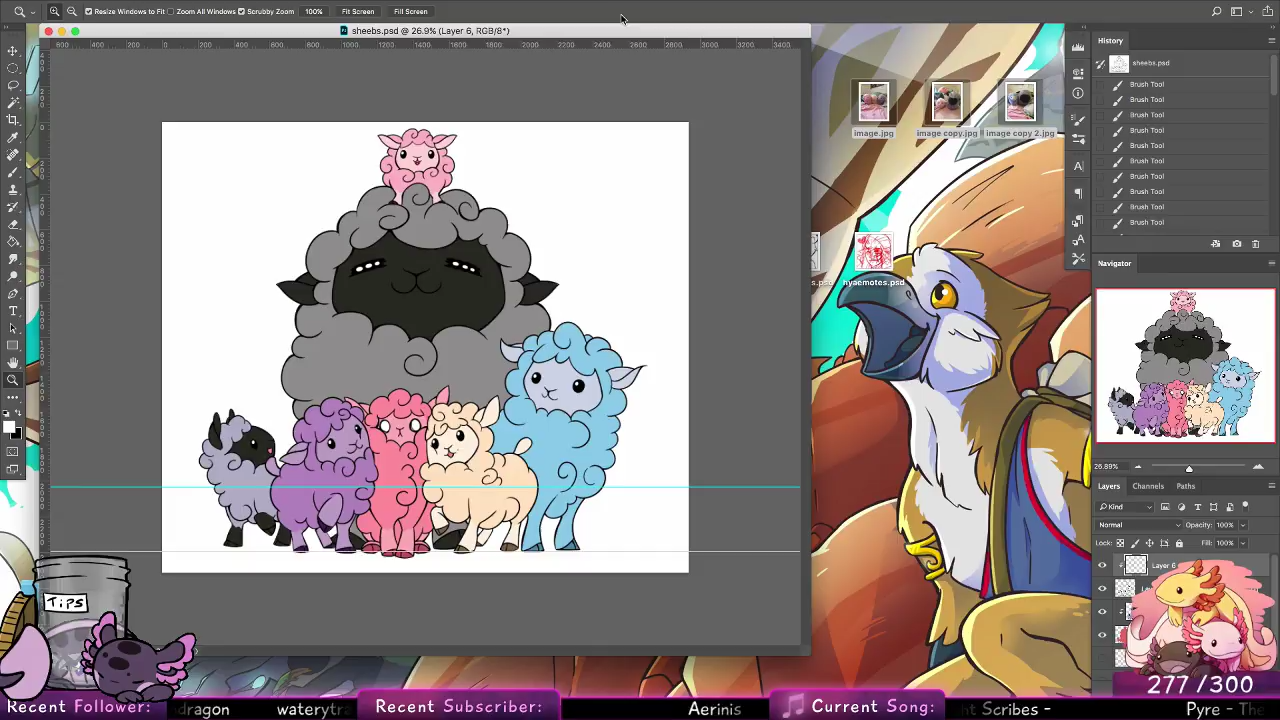 Resize Windows to Fit Zoom All Windows Scrubby Zoom 100% Fit Screen Fill Screen
sheebs.psd @ 26.9% (Layer 6, RGB/8*)
image.jpg image copy.jpg image copy 2.jpg
nyaemotes.psd
History
sheebs.psd
Brush Tool
Brush Tool
Brush Tool
Brush Tool
Brush Tool
Brush Tool
Brush Tool
Brush Tool
Brush Tool
Brush Tool
Navigator
26.89%
Layers Channels Paths
Kind
Normal Opacity: 100%
Lock: Fill: 100%
Layer 6
TiPS
277/300
Recent Follower: dragon waterytra Recent Subscriber: Aerinis Current Song: ht Scribes - Pyre - The